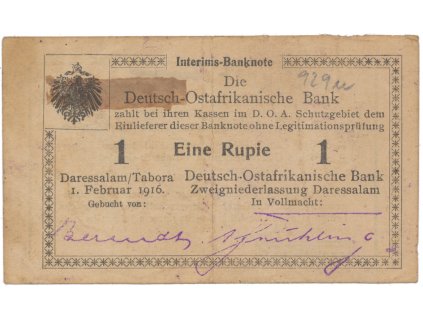 Interims-Banknote
Die
Deutsch-Ostafrikanische Bank
zahlt bei ihren Kassen im D. O. A. Schutzgebiet dem
Einlieferer dieser Banknote ohne Legitimationsprüfung
1 Eine Rupie 1
Daressalam/Tabora Deutsch-Ostafrikanische Bank
1. Februar 1916. Zweigniederlassung Daressalam
Gebucht von: In Vollmacht:
Berndt